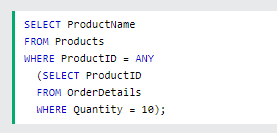 SELECT ProductName
FROM Products
WHERE ProductID = ANY
(SELECT ProductID
FROM OrderDetails
WHERE Quantity = 10);